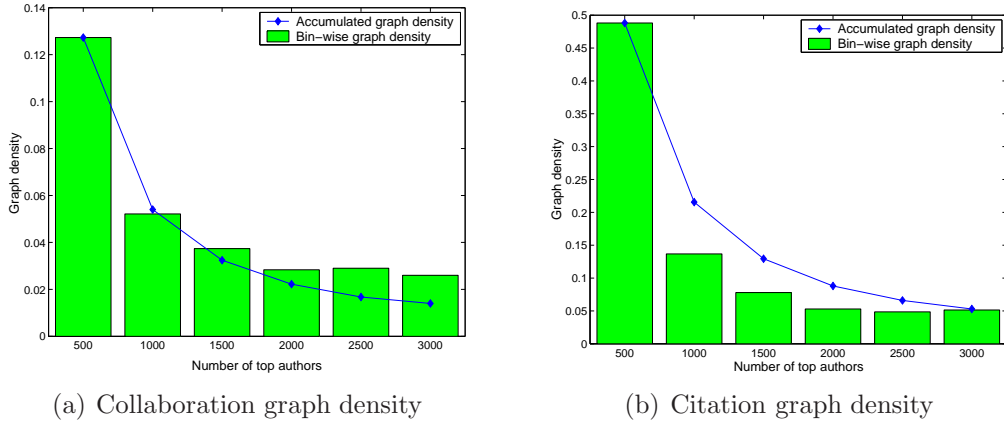 0.14
0.12
0.1
0.08
0.06
0.04
0.02
0
Graph density
Accumulated graph density
Bin−wise graph density
500 1000 1500 2000 2500 3000
Number of top authors
(a) Collaboration graph density
0.5
0.45
0.4
0.35
0.3
0.25
0.2
0.15
0.1
0.05
0
Graph density
Accumulated graph density
Bin−wise graph density
500 1000 1500 2000 2500 3000
Number of top authors
(b) Citation graph density